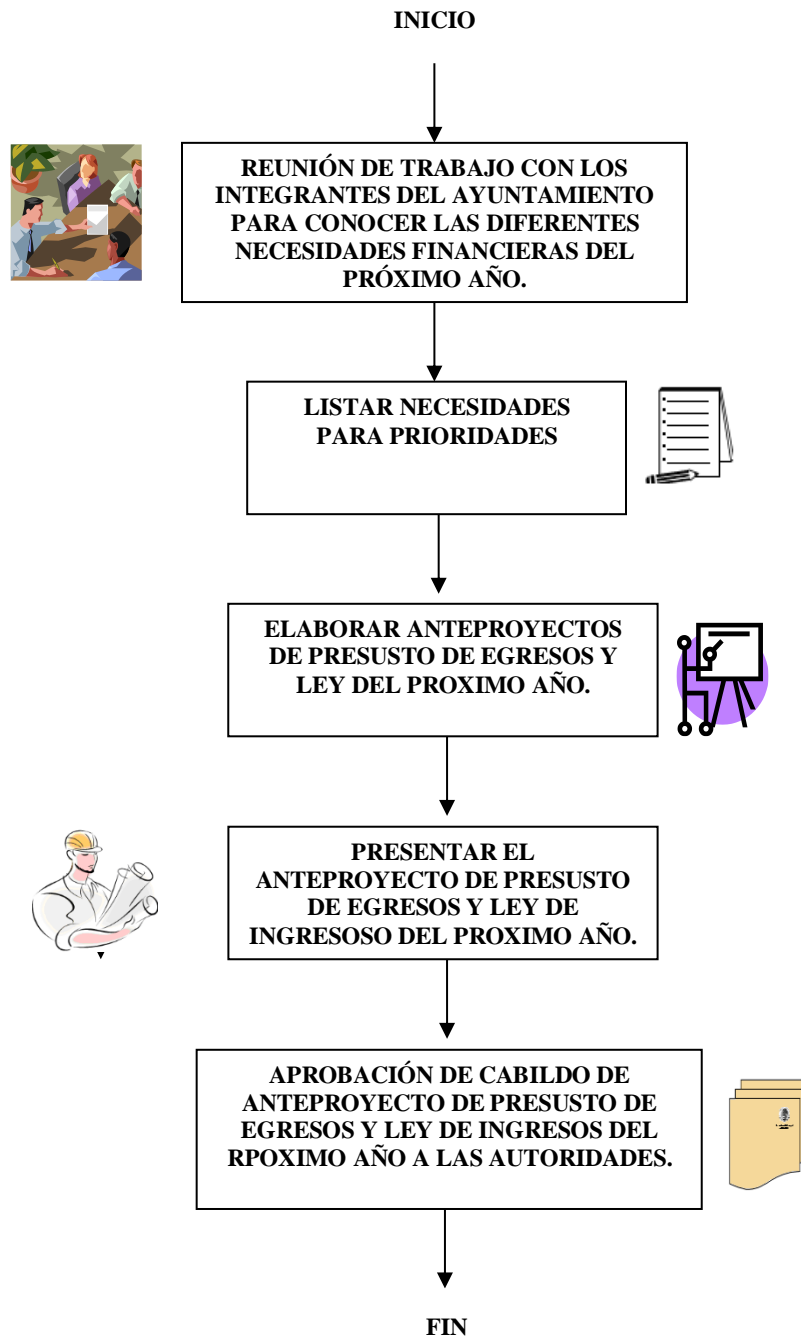 INICIO
REUNIÓN DE TRABAJO CON LOS
INTEGRANTES DEL AYUNTAMIENTO
PARA CONOCER LAS DIFERENTES
NECESIDADES FINANCIERAS DEL
PRÓXIMO AÑO.
LISTAR NECESIDADES
PARA PRIORIDADES
ELABORAR ANTEPROYECTOS
DE PRESUSTO DE EGRESOS Y
LEY DEL PROXIMO AÑO.
PRESENTAR EL
ANTEPROYECTO DE PRESUSTO
DE EGRESOS Y LEY DE
INGRESOSO DEL PROXIMO AÑO.
APROBACIÓN DE CABILDO DE
ANTEPROYECTO DE PRESUSTO DE
EGRESOS Y LEY DE INGRESOS DEL
RPOXIMO AÑO A LAS AUTORIDADES.
FIN